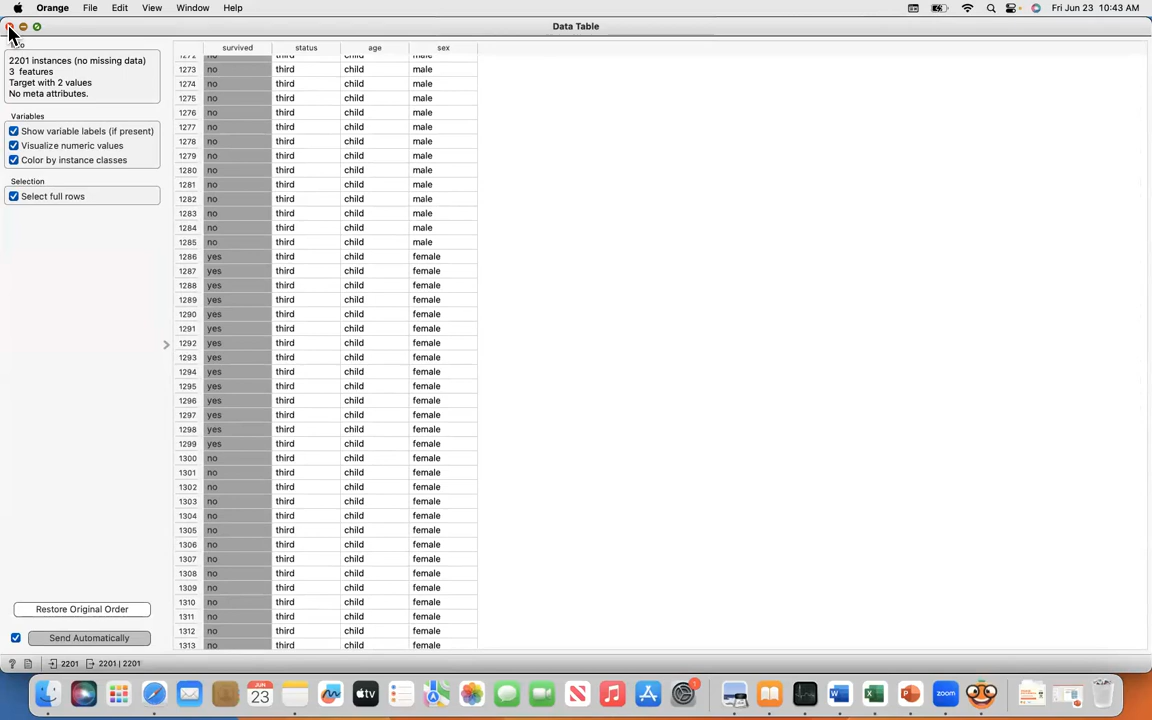 Orange File Edit View Window Help Fri Jun 23 10:43 AM
Data Table
2201 instances (no missing data)
3 features
Target with 2 values
No meta attributes.
Variables
Show variable labels (if present)
Visualize numeric values
Color by instance classes
Selection
Select full rows
survived status age sex
1272 no third child male
1273 no third child male
1274 no third child male
1275 no third child male
1276 no third child male
1277 no third child male
1278 no third child male
1279 no third child male
1280 no third child male
1281 no third child male
1282 no third child male
1283 no third child male
1284 no third child male
1285 no third child male
1286 yes third child female
1287 yes third child female
1288 yes third child female
1289 yes third child female
1290 yes third child female
1291 yes third child female
1292 yes third child female
1293 yes third child female
1294 yes third child female
1295 yes third child female
1296 yes third child female
1297 yes third child female
1298 yes third child female
1299 yes third child female
1300 no third child female
1301 no third child female
1302 no third child female
1303 no third child female
1304 no third child female
1305 no third child female
1306 no third child female
1307 no third child female
1308 no third child female
1309 no third child female
1310 no third child female
1311 no third child female
1312 no third child female
1313 no third child female
Restore Original Order
Send Automatically
? 2201 2201 | 2201
JUN
23
tv
1
W X P zoom